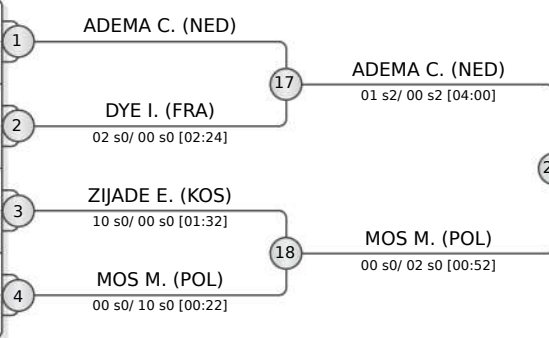 ADEMA C. (NED)
1
17
ADEMA C. (NED)
01 s2/ 00 s2 [04:00]
DYE I. (FRA)
2
02 s0/ 00 s0 [02:24]
ZIJADE E. (KOS)
3
10 s0/ 00 s0 [01:32]
18
MOS M. (POL)
00 s0/ 02 s0 [00:52]
MOS M. (POL)
4
00 s0/ 10 s0 [00:22]